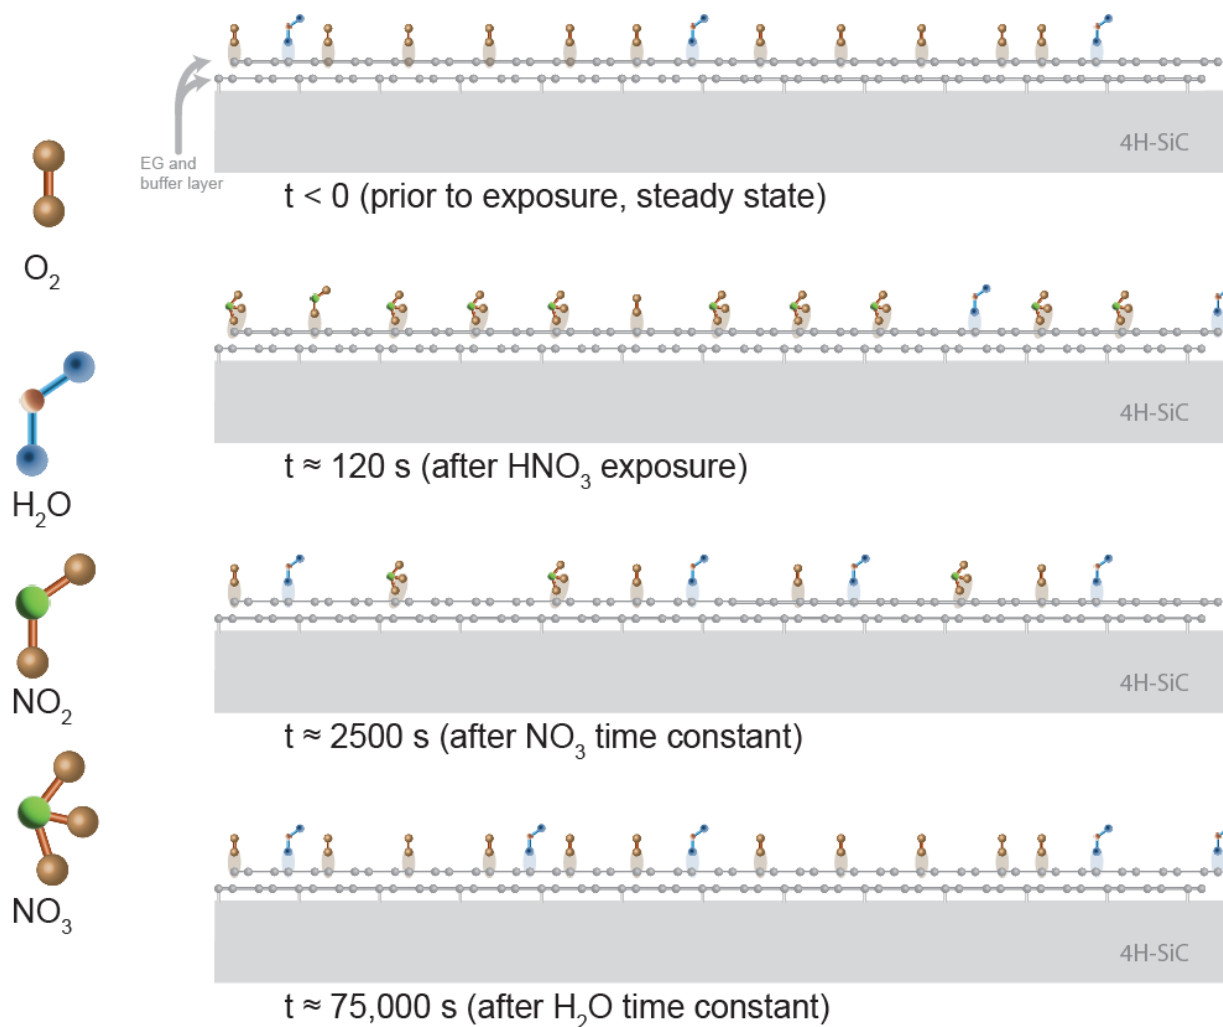 4H-SiC
EG and
buffer layer
t < 0 (prior to exposure, steady state)
O₂
4H-SiC
t ≈ 120 s (after HNO₃ exposure)
H₂O
4H-SiC
t ≈ 2500 s (after NO₃ time constant)
NO₂
NO₃
4H-SiC
t ≈ 75,000 s (after H₂O time constant)